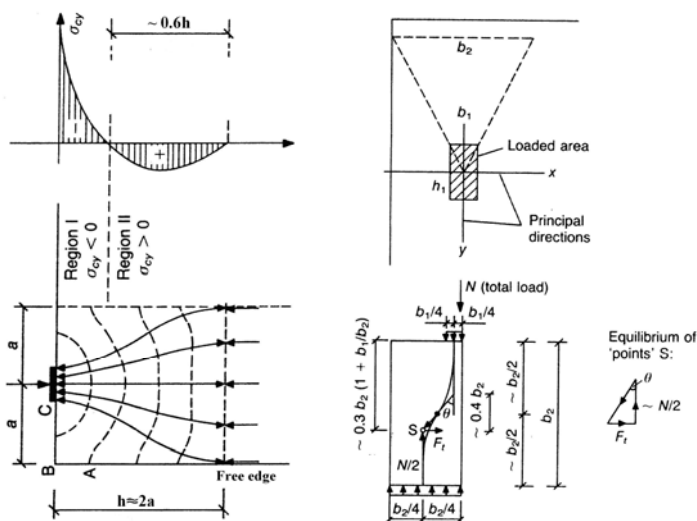 σcy
~ 0.6h
−
+
Region I
σcy < 0
Region II
σcy > 0
a
a
C
B
A
Free edge
h≈2a
b2
b1
Loaded area
h1
x
Principal
directions
y
N (total load)
b1/4
b1/4
~ 0.3 b2 (1 + b1/b2)
θ
S
Ft
~ 0.4 b2
~ b2/2
~ b2/2
b2
N/2
b2/4
b2/4
Equilibrium of
'points' S:
θ
~ N/2
Ft